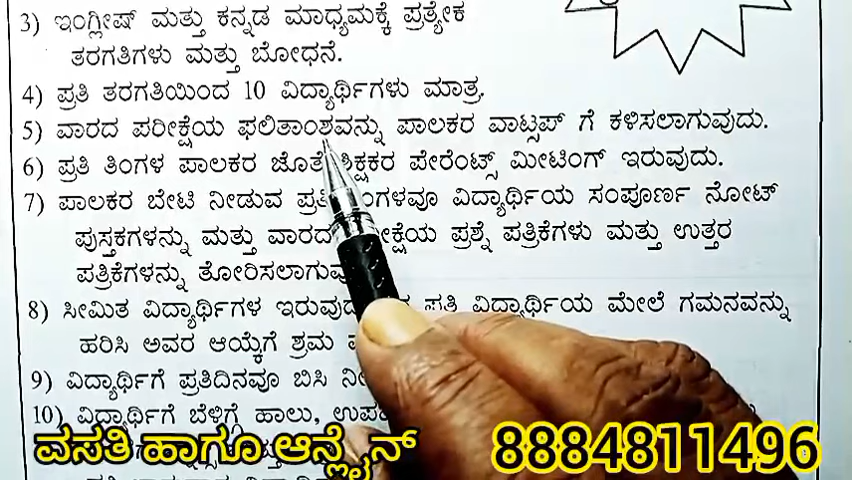 3) ಇಂಗ್ಲೀಷ್ ಮತ್ತು ಕನ್ನಡ ಮಾಧ್ಯಮಕ್ಕೆ ಪ್ರತ್ಯೇಕ
ತರಗತಿಗಳು ಮತ್ತು ಬೋಧನೆ.
4) ಪ್ರತಿ ತರಗತಿಯಿಂದ 10 ವಿದ್ಯಾರ್ಥಿಗಳು ಮಾತ್ರ.
5) ವಾರದ ಪರೀಕ್ಷೆಯ ಫಲಿತಾಂಶವನ್ನು ಪಾಲಕರ ವಾಟ್ಸಪ್ ಗೆ ಕಳಿಸಲಾಗುವುದು.
6) ಪ್ರತಿ ತಿಂಗಳ ಪಾಲಕರ ಜೊತೆ ಪೇರೆಂಟ್ಸ್ ಮೀಟಿಂಗ್ ಇರುವುದು.
7) ಪಾಲಕರ ಬೇಟಿ ನೀಡುವ ವಿದ್ಯಾರ್ಥಿಯ ಸಂಪೂರ್ಣ ನೋಟ್
ಪುಸ್ತಕಗಳನ್ನು ಮತ್ತು ವಾರದ ಪ್ರಶ್ನೆ ಪತ್ರಿಕೆಗಳು ಮತ್ತು ಉತ್ತರ
ಪತ್ರಿಕೆಗಳನ್ನು
8) ಸೀಮಿತ ವಿದ್ಯಾರ್ಥಿಗಳ ಪ್ರತಿ ವಿದ್ಯಾರ್ಥಿಯ ಮೇಲೆ ಗಮನವನ್ನು
ಹರಿಸಿ ಅವರ ಆಯ್ಕೆಗೆ ಶ್ರಮ
9) ವಿದ್ಯಾರ್ಥಿಗೆ ಪ್ರತಿದಿನವೂ ಬಿಸಿ
10) ವಿದ್ಯಾರ್ಥಿಗೆ ಬೆಳಿಗ್ಗೆ ಹಾಲು,
ವಸತಿ ಹಾಗೂ ಆನ್ಲೈನ್ 8884811496